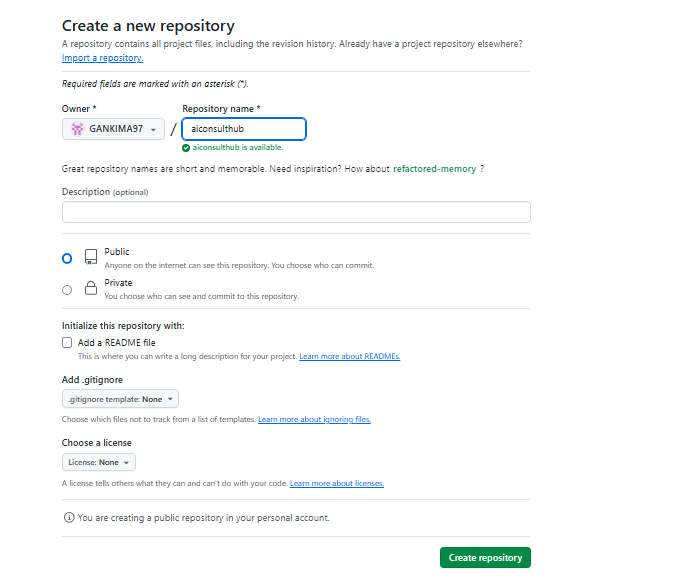 Create a new repository
A repository contains all project files, including the revision history. Already have a project repository elsewhere?
Import a repository.
Required fields are marked with an asterisk (*).
Owner * Repository name *
GANKIMA97 / aiconsulthub
aiconsulthub is available.
Great repository names are short and memorable. Need inspiration? How about refactored-memory ?
Description (optional)
Public
Anyone on the internet can see this repository. You choose who can commit.
Private
You choose who can see and commit to this repository.
Initialize this repository with:
Add a README file
This is where you can write a long description for your project. Learn more about READMEs.
Add .gitignore
.gitignore template: None
Choose which files not to track from a list of templates. Learn more about ignoring files.
Choose a license
License: None
A license tells others what they can and can't do with your code. Learn more about licenses.
You are creating a public repository in your personal account.
Create repository